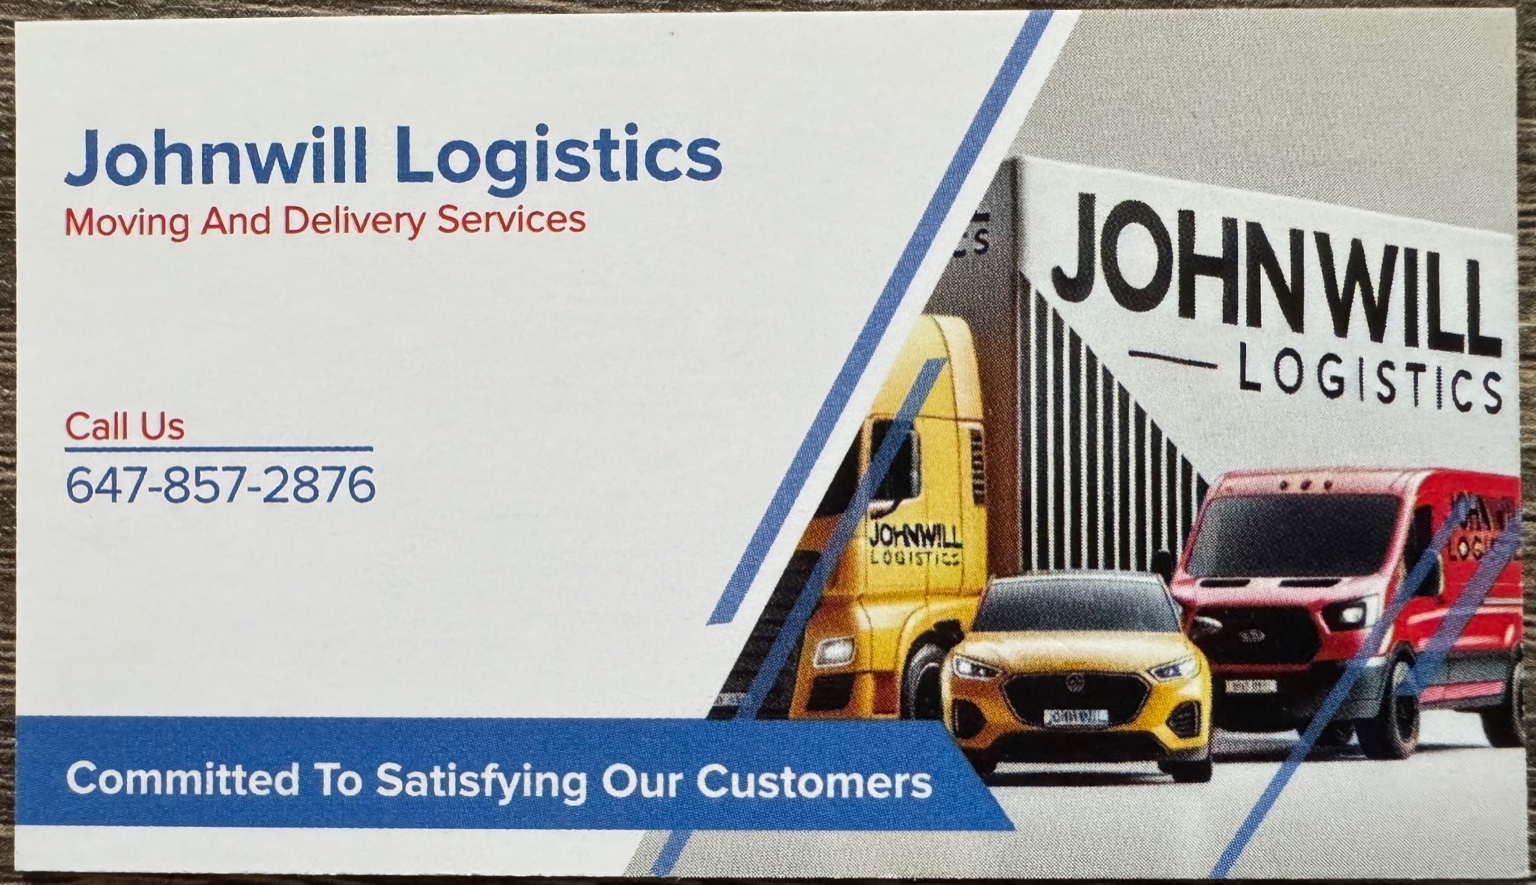 Johnwill Logistics
Moving And Delivery Services
Call Us
647-857-2876
Committed To Satisfying Our Customers
JOHNWILL
LOGISTICS
JOHNWILL
LOGISTICS